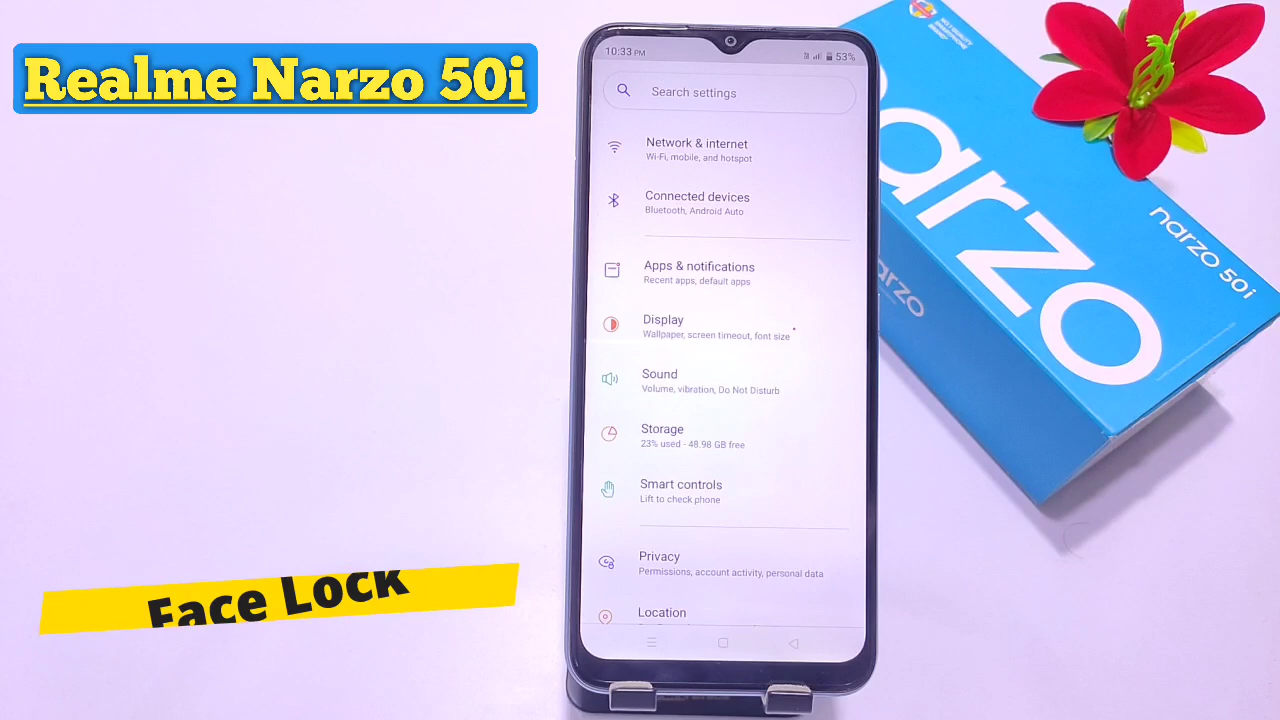 Realme Narzo 50i
Face Lock
10:33 PM
53%
Search settings
Network & internet
Wi-Fi, mobile, and hotspot
Connected devices
Bluetooth, Android Auto
Apps & notifications
Recent apps, default apps
Display
Wallpaper, screen timeout, font size
Sound
Volume, vibration, Do Not Disturb
Storage
23% used - 48.98 GB free
Smart controls
Lift to check phone
Privacy
Permissions, account activity, personal data
Location
narzo
narzo 50i